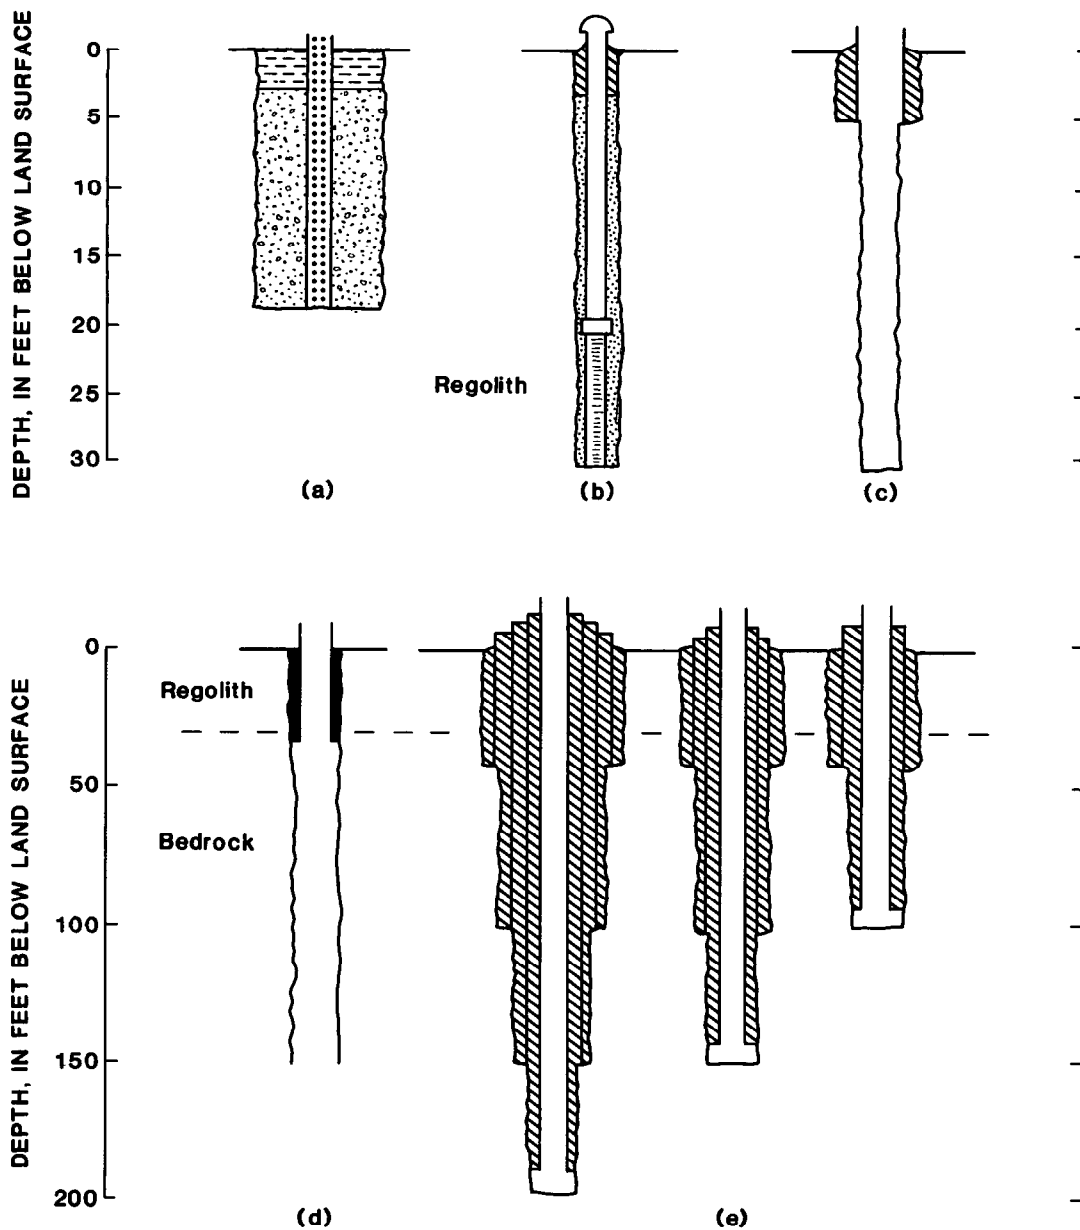 DEPTH, IN FEET BELOW LAND SURFACE
0
5
10
15
20
25
30
Regolith
(a)
(b)
(c)
DEPTH, IN FEET BELOW LAND SURFACE
0
50
100
150
200
Regolith
Bedrock
(d)
(e)